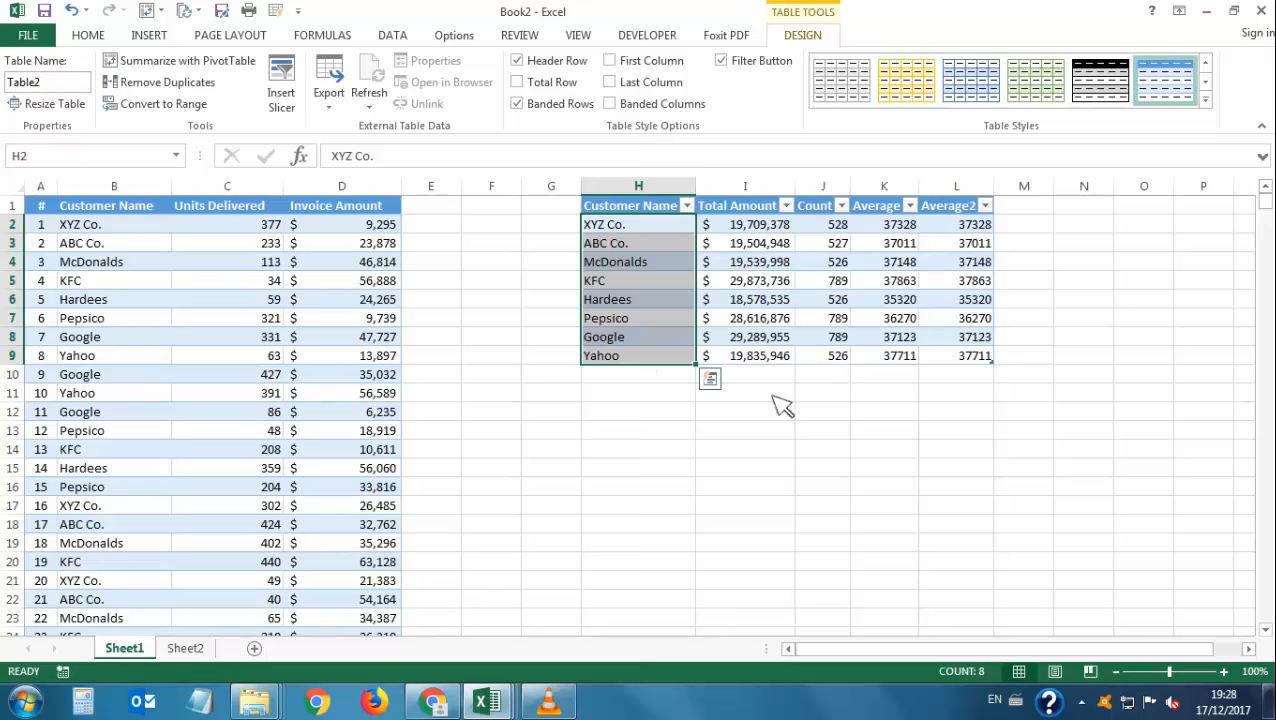 Book2 - Excel
TABLE TOOLS
?
FILE HOME INSERT PAGE LAYOUT FORMULAS DATA Options REVIEW VIEW DEVELOPER Foxit PDF DESIGN Sign in
Table Name:
Table2
Resize Table
Properties
Summarize with PivotTable
Remove Duplicates
Convert to Range
Tools
Insert
Slicer
Export
Refresh
Properties
Open in Browser
Unlink
External Table Data
Header Row
Total Row
Banded Rows
First Column
Last Column
Banded Columns
Filter Button
Table Style Options
Table Styles
H2 fx XYZ Co.
A B C D E F G H I J K L M N O P
1 # Customer Name Units Delivered Invoice Amount Customer Name Total Amount Count Average Average2
2 1 XYZ Co. 377 $ 9,295 XYZ Co. $ 19,709,378 528 37328 37328
3 2 ABC Co. 233 $ 23,878 ABC Co. $ 19,504,948 527 37011 37011
4 3 McDonalds 113 $ 46,814 McDonalds $ 19,539,998 526 37148 37148
5 4 KFC 34 $ 56,888 KFC $ 29,873,736 789 37863 37863
6 5 Hardees 59 $ 24,265 Hardees $ 18,578,535 526 35320 35320
7 6 Pepsico 321 $ 9,739 Pepsico $ 28,616,876 789 36270 36270
8 7 Google 331 $ 47,727 Google $ 29,289,955 789 37123 37123
9 8 Yahoo 63 $ 13,897 Yahoo $ 19,835,946 526 37711 37711
10 9 Google 427 $ 35,032
11 10 Yahoo 391 $ 56,589
12 11 Google 86 $ 6,235
13 12 Pepsico 48 $ 18,919
14 13 KFC 208 $ 10,611
15 14 Hardees 359 $ 56,060
16 15 Pepsico 204 $ 33,816
17 16 XYZ Co. 302 $ 26,485
18 17 ABC Co. 424 $ 32,762
19 18 McDonalds 402 $ 35,296
20 19 KFC 440 $ 63,128
21 20 XYZ Co. 49 $ 21,383
22 21 ABC Co. 40 $ 54,164
23 22 McDonalds 65 $ 34,387
Sheet1 Sheet2
READY COUNT: 8 100%
EN 19:28
17/12/2017